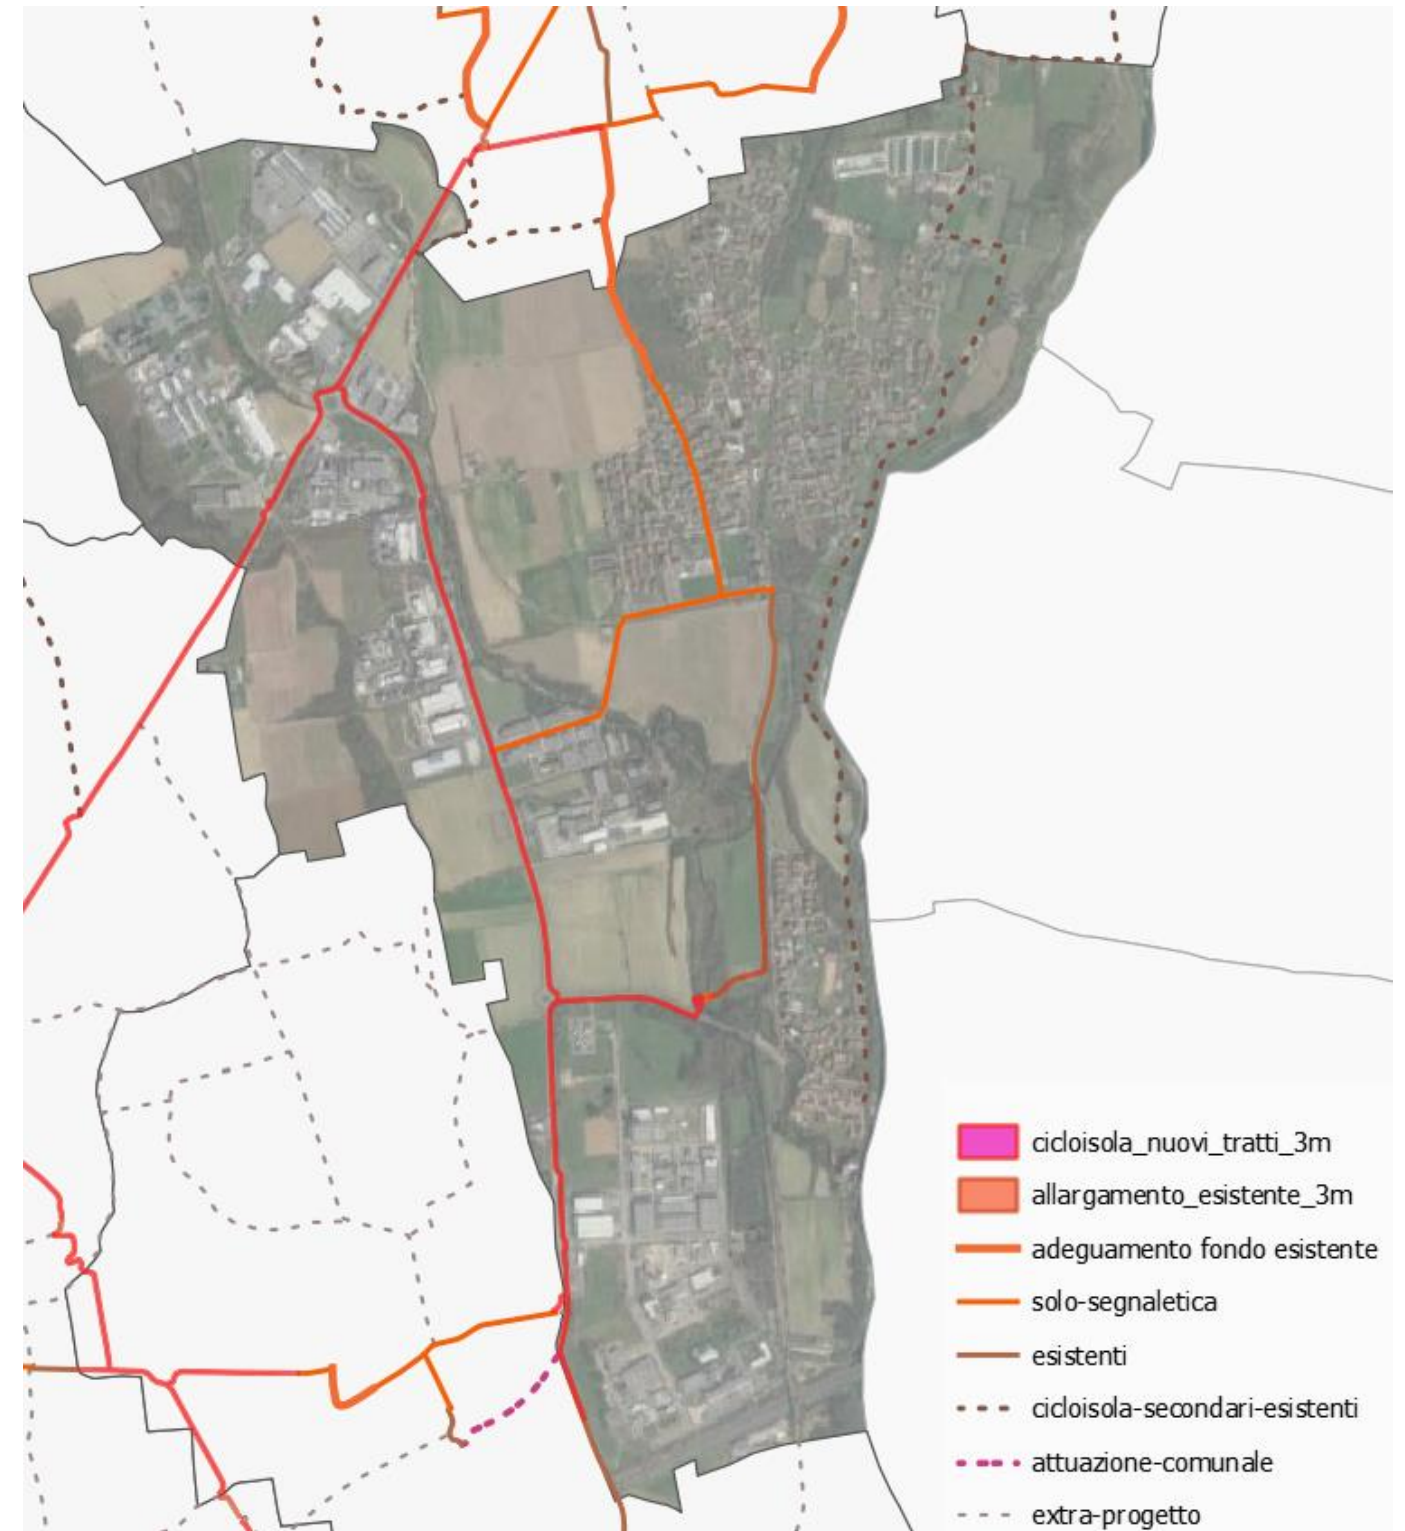 cicloisola_nuovi_tratti_3m
allargamento_esistente_3m
adeguamento fondo esistente
solo-segnaletica
esistenti
cicloisola-secondari-esistenti
attuazione-comunale
extra-progetto